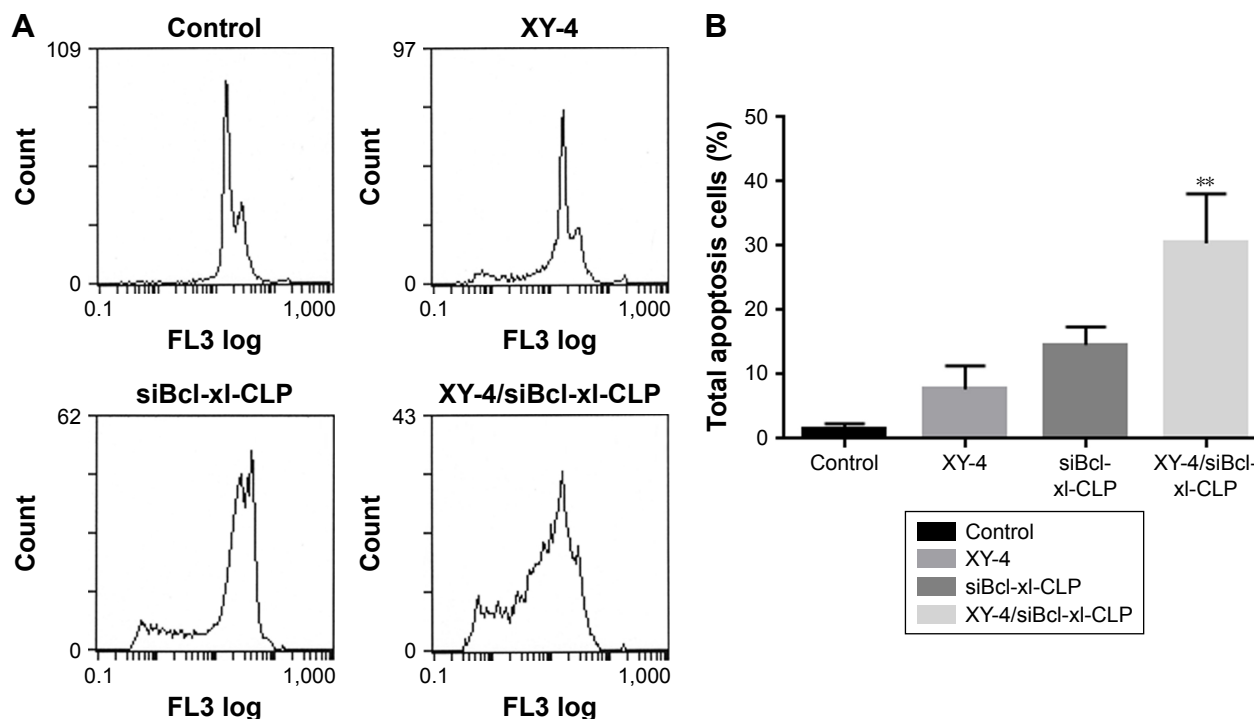 A
Control
109
Count
0
0.1
1,000
FL3 log
XY-4
97
Count
0
0.1
1,000
FL3 log
siBcl-xl-CLP
62
Count
0
0.1
1,000
FL3 log
XY-4/siBcl-xl-CLP
43
Count
0
0.1
1,000
FL3 log
B
Total apoptosis cells (%)
50
40
30
20
10
0
**
Control
XY-4
siBcl-
xl-CLP
XY-4/siBcl-
xl-CLP
Control
XY-4
siBcl-xl-CLP
XY-4/siBcl-xl-CLP